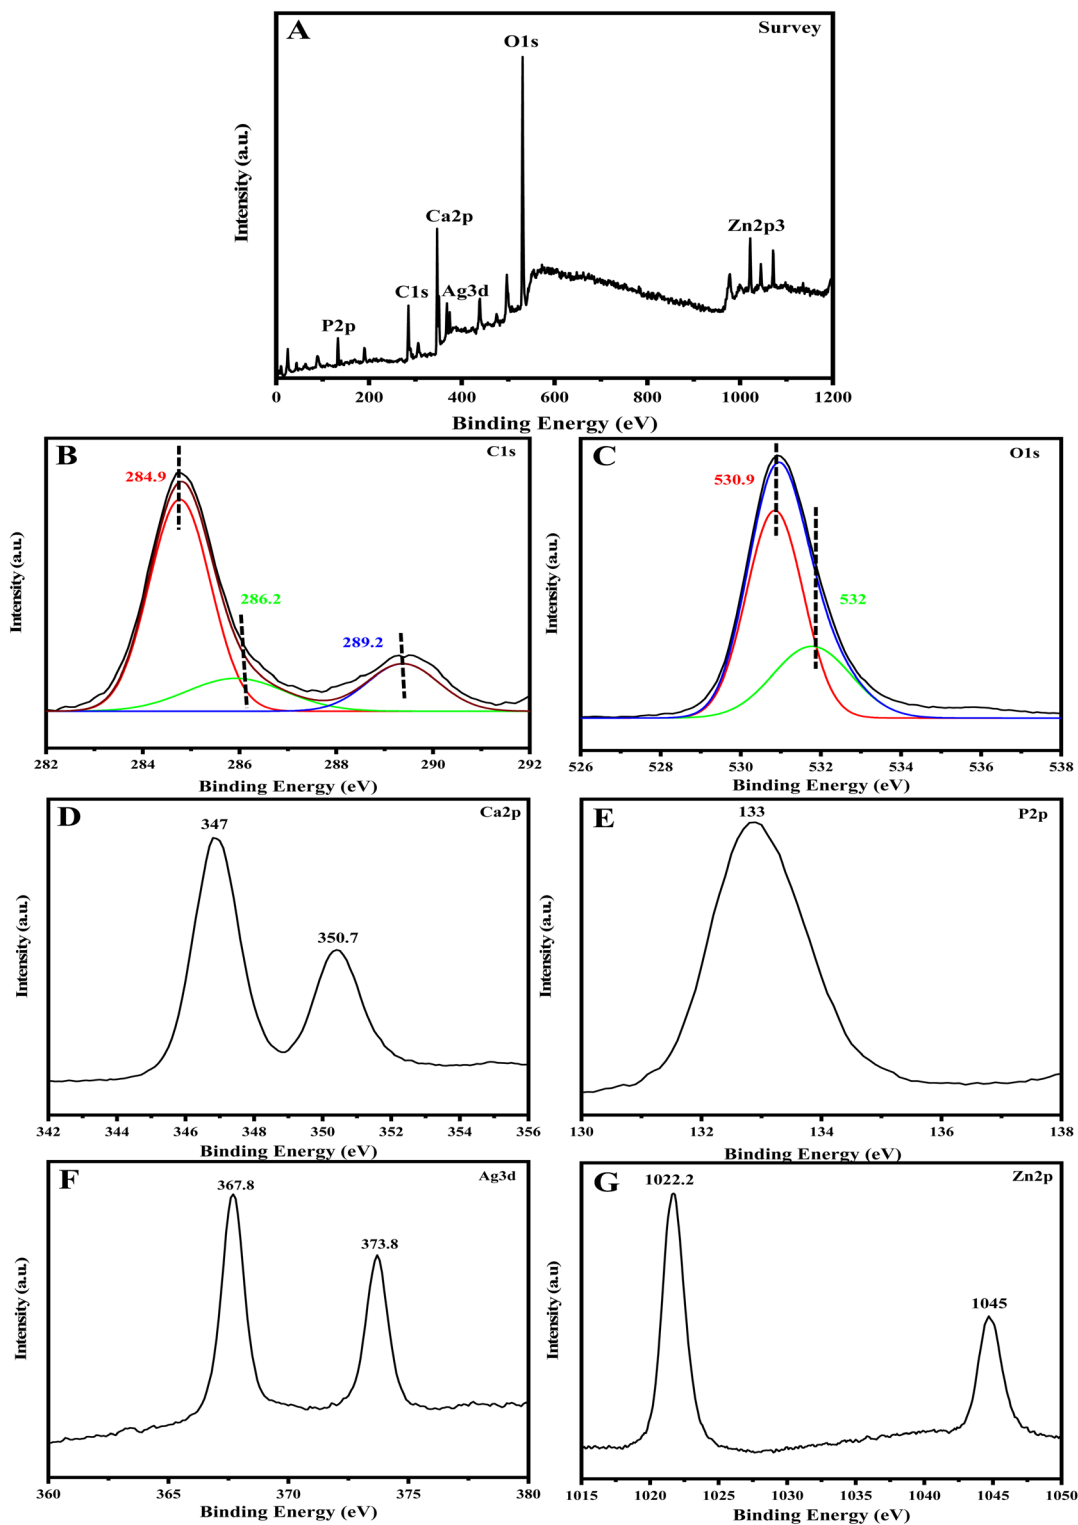 A
Survey
O1s
Ca2p
Zn2p3
C1s
Ag3d
P2p
Intensity (a.u.)
0 200 400 600 800 1000 1200
Binding Energy (eV)
B
C1s
284.9
286.2
289.2
Intensity (a.u.)
282 284 286 288 290 292
Binding Energy (eV)
C
O1s
530.9
532
Intensity (a.u.)
526 528 530 532 534 536 538
Binding Energy (eV)
D
Ca2p
347
350.7
Intensity (a.u.)
342 344 346 348 350 352 354 356
Binding Energy (eV)
E
P2p
133
Intensity (a.u.)
130 132 134 136 138
Binding Energy (eV)
F
Ag3d
367.8
373.8
Intensity (a.u.)
360 365 370 375 380
Binding Energy (eV)
G
Zn2p
1022.2
1045
Intensity (a.u)
1015 1020 1025 1030 1035 1040 1045 1050
Binding Energy (eV)